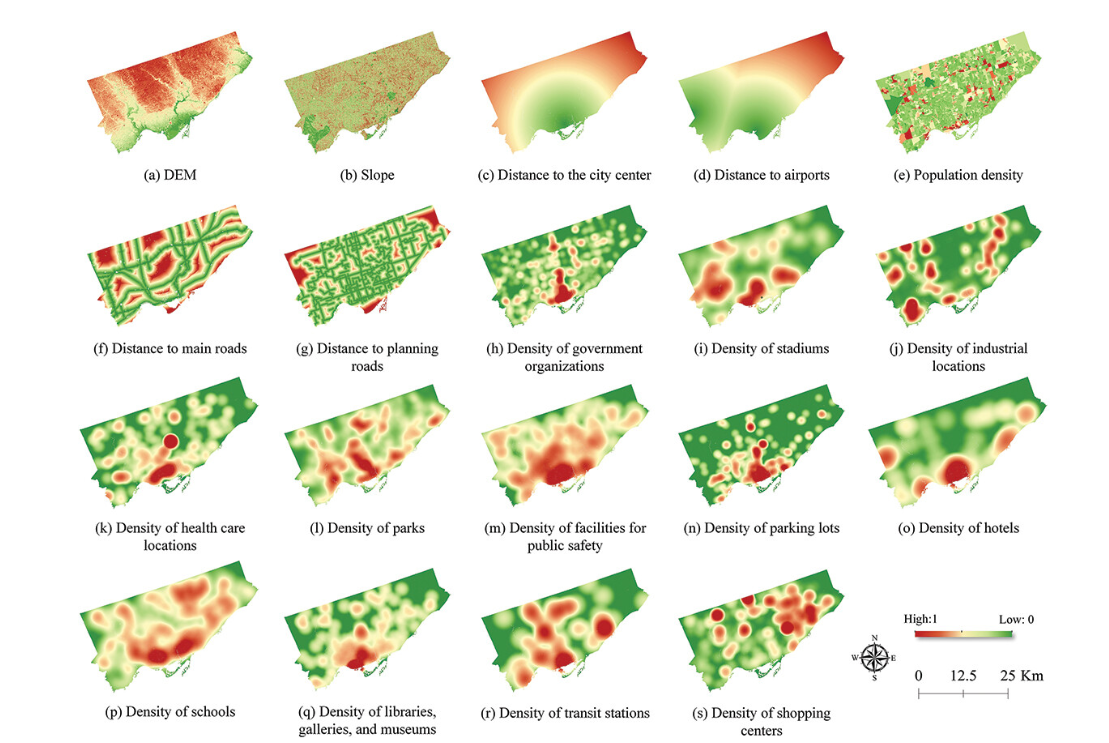 (a) DEM
(b) Slope
(c) Distance to the city center
(d) Distance to airports
(e) Population density
(f) Distance to main roads
(g) Distance to planning
roads
(h) Density of government
organizations
(i) Density of stadiums
(j) Density of industrial
locations
(k) Density of health care
locations
(l) Density of parks
(m) Density of facilities for
public safety
(n) Density of parking lots
(o) Density of hotels
(p) Density of schools
(q) Density of libraries,
galleries, and museums
(r) Density of transit stations
(s) Density of shopping
centers
High:1 Low: 0
N
W E
S
0 12.5 25 Km